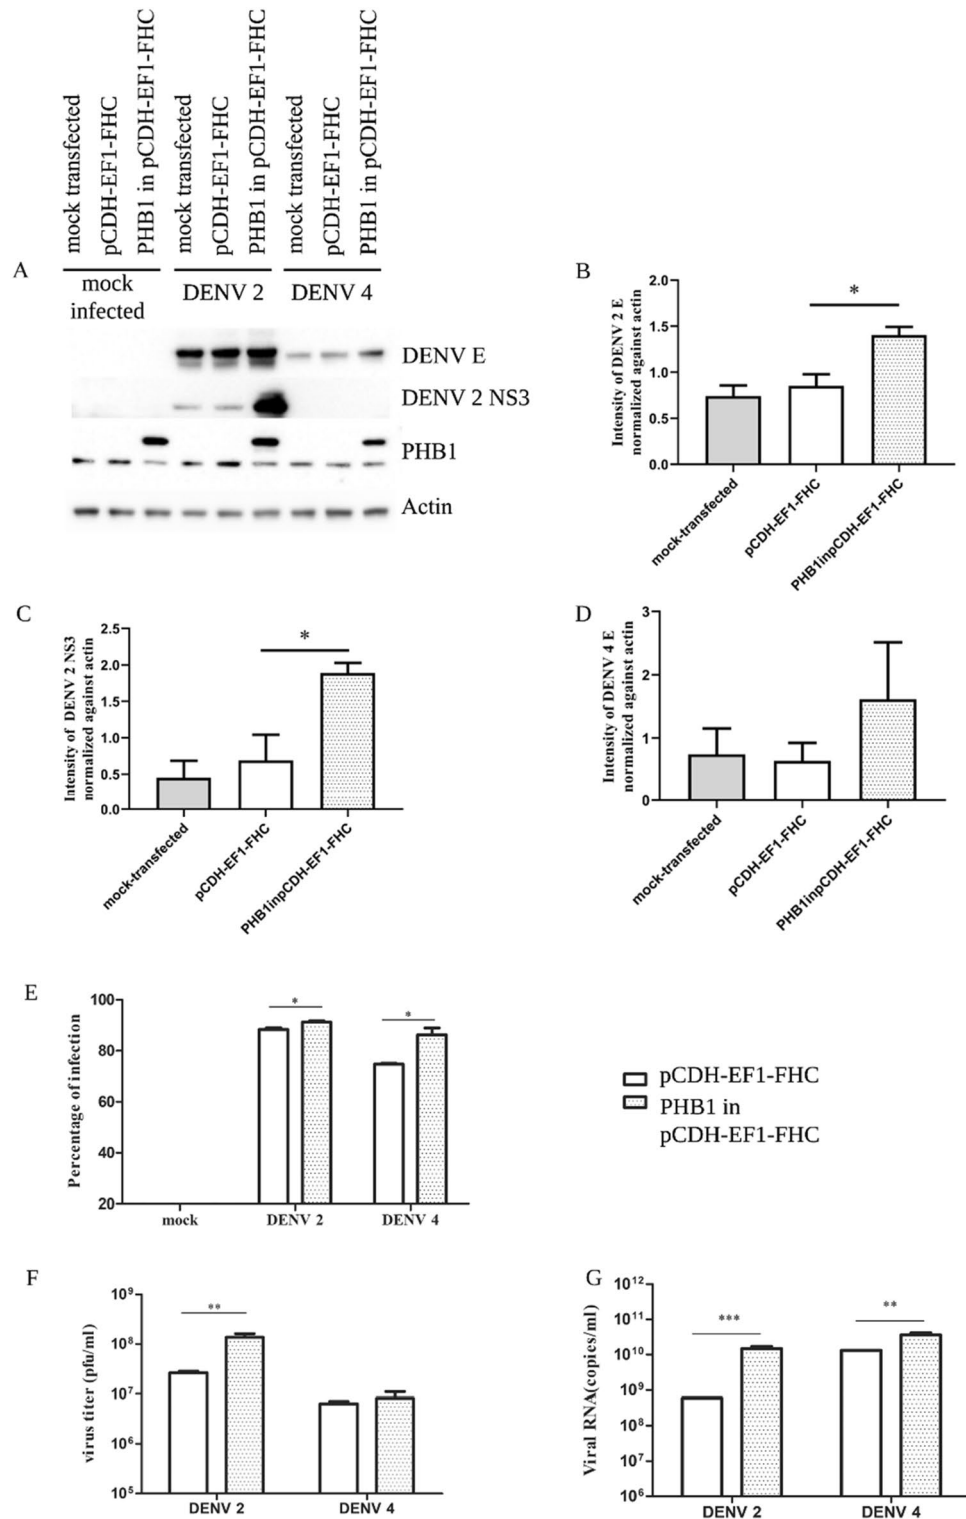 mock transfected
pCDH-EF1-FHC
PHB1 in pCDH-EF1-FHC
mock transfected
pCDH-EF1-FHC
PHB1 in pCDH-EF1-FHC
mock transfected
pCDH-EF1-FHC
PHB1 in pCDH-EF1-FHC
A
mock
infected
DENV 2
DENV 4
DENV E
DENV 2 NS3
PHB1
Actin
B
Intensity of DENV 2 E
normalized against actin
2.0
1.5
1.0
0.5
0.0
*
mock-transfected
pCDH-EF1-FHC
PHB1inpCDH-EF1-FHC
C
Intensity of DENV 2 NS3
normalized against actin
2.5
2.0
1.5
1.0
0.5
0.0
*
mock-transfected
pCDH-EF1-FHC
PHB1inpCDH-EF1-FHC
D
Intensity of DENV 4 E
normalized against actin
3
2
1
0
mock-transfected
pCDH-EF1-FHC
PHB1inpCDH-EF1-FHC
E
Percentage of infection
100
80
60
40
20
*
*
mock
DENV 2
DENV 4
pCDH-EF1-FHC
PHB1 in
pCDH-EF1-FHC
F
virus titer (pfu/ml)
10⁹
10⁸
10⁷
10⁶
10⁵
**
DENV 2
DENV 4
G
Viral RNA(copies/ml)
10¹²
10¹¹
10¹⁰
10⁹
10⁸
10⁷
10⁶
***
**
DENV 2
DENV 4